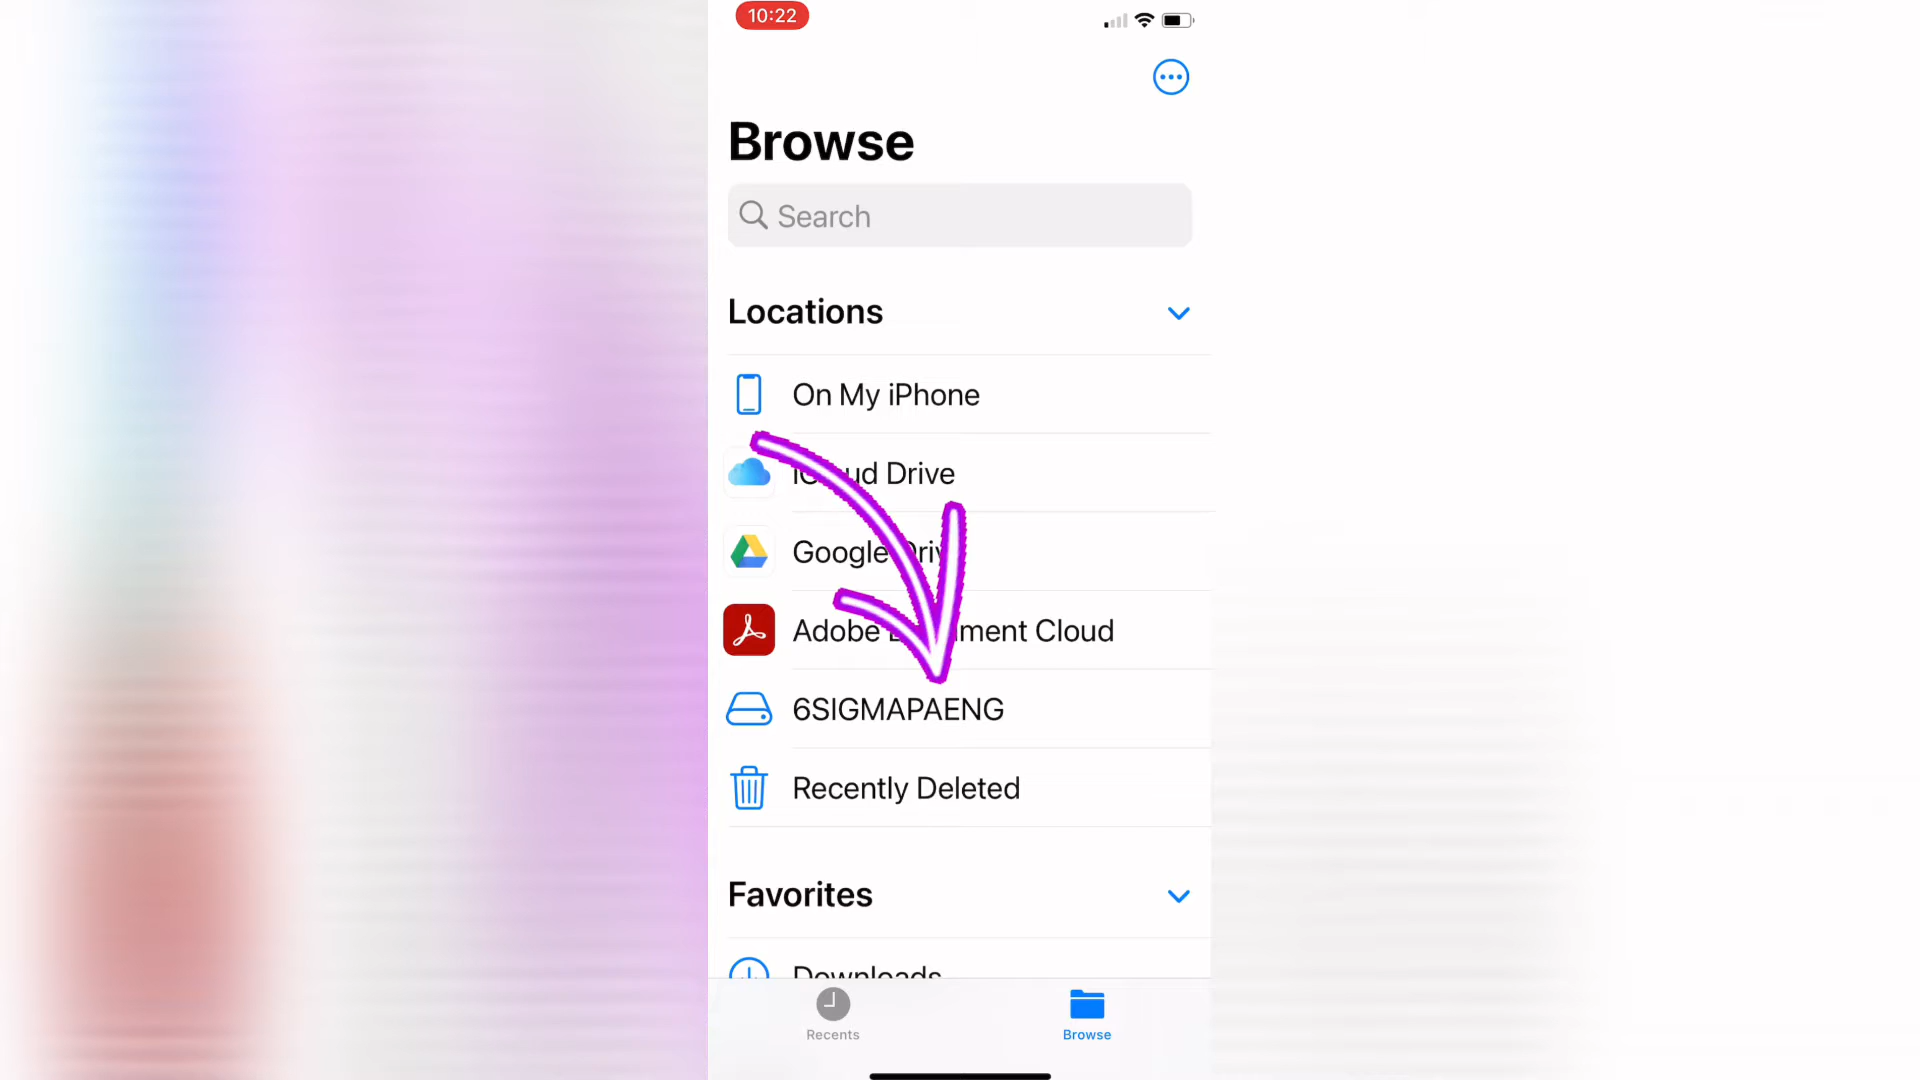 10:22
Browse
Search
Locations
On My iPhone
iCloud Drive
Google Drive
Adobe Document Cloud
6SIGMAPAENG
Recently Deleted
Favorites
Downloads
Recents
Browse